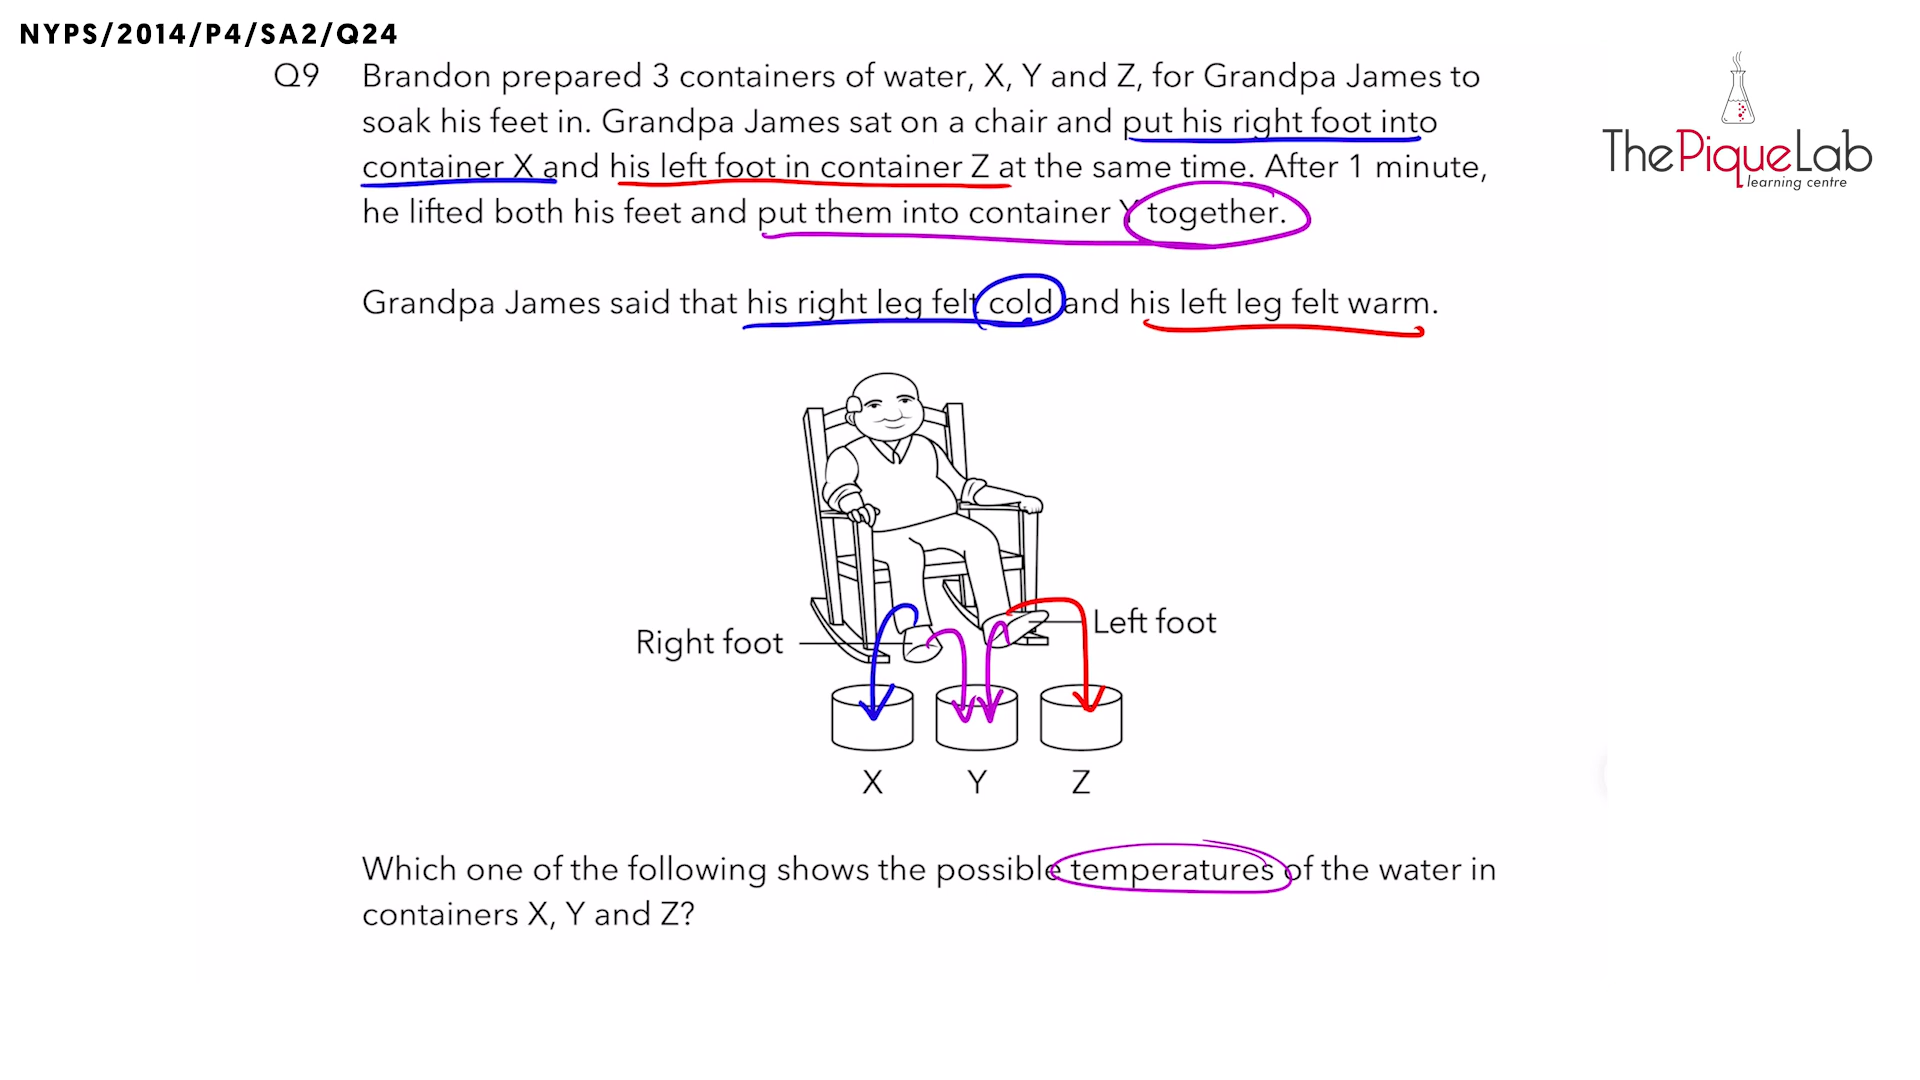 NYPS/2014/P4/SA2/Q24
ThePiqueLab
learning centre
Q9 Brandon prepared 3 containers of water, X, Y and Z, for Grandpa James to
soak his feet in. Grandpa James sat on a chair and put his right foot into
container X and his left foot in container Z at the same time. After 1 minute,
he lifted both his feet and put them into container Y together.
Grandpa James said that his right leg felt cold and his left leg felt warm.
Right foot
Left foot
X Y Z
Which one of the following shows the possible temperatures of the water in
containers X, Y and Z?